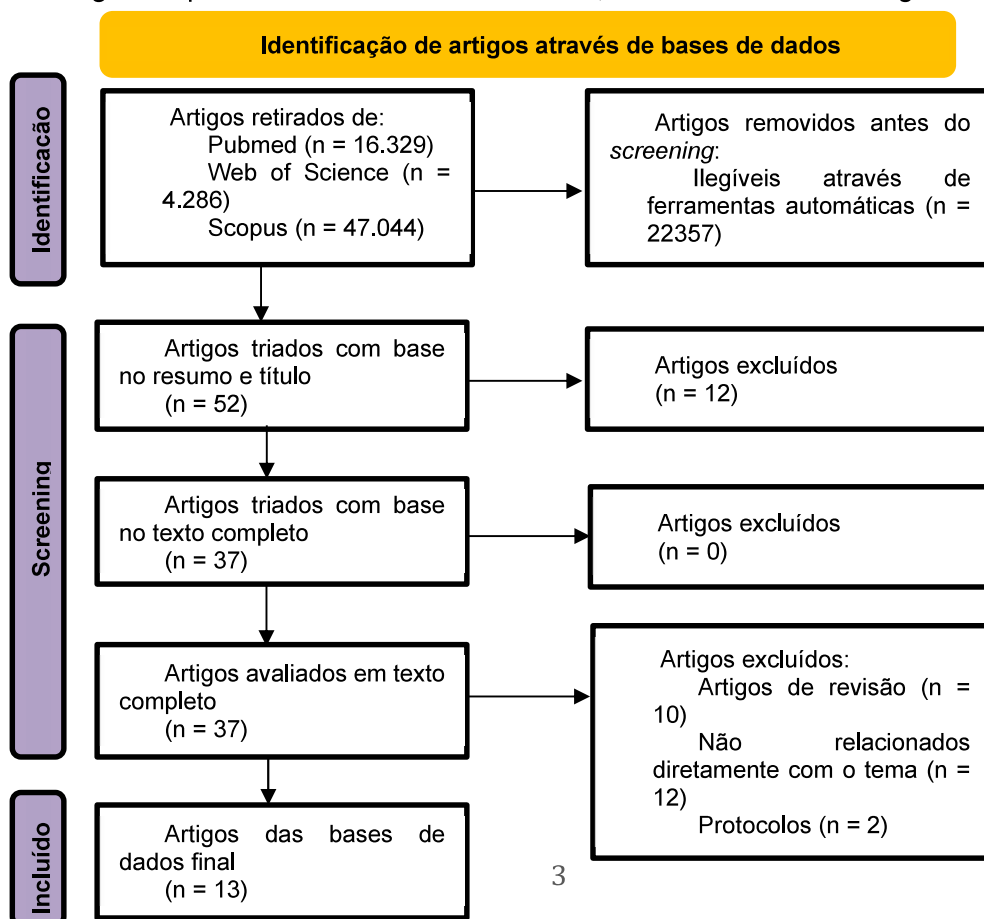 Identificação de artigos através de bases de dados
Identificação
Artigos retirados de:
Pubmed (n = 16.329)
Web of Science (n =
4.286)
Scopus (n = 47.044)
Artigos removidos antes do
screening:
Ilegíveis através de
ferramentas automáticas (n =
22357)
Screening
Artigos triados com base
no resumo e título
(n = 52)
Artigos excluídos
(n = 12)
Artigos triados com base
no texto completo
(n = 37)
Artigos excluídos
(n = 0)
Artigos avaliados em texto
completo
(n = 37)
Artigos excluídos:
Artigos de revisão (n =
10)
Não relacionados
diretamente com o tema (n =
12)
Protocolos (n = 2)
Incluído
Artigos das bases de
dados final
(n = 13)
3